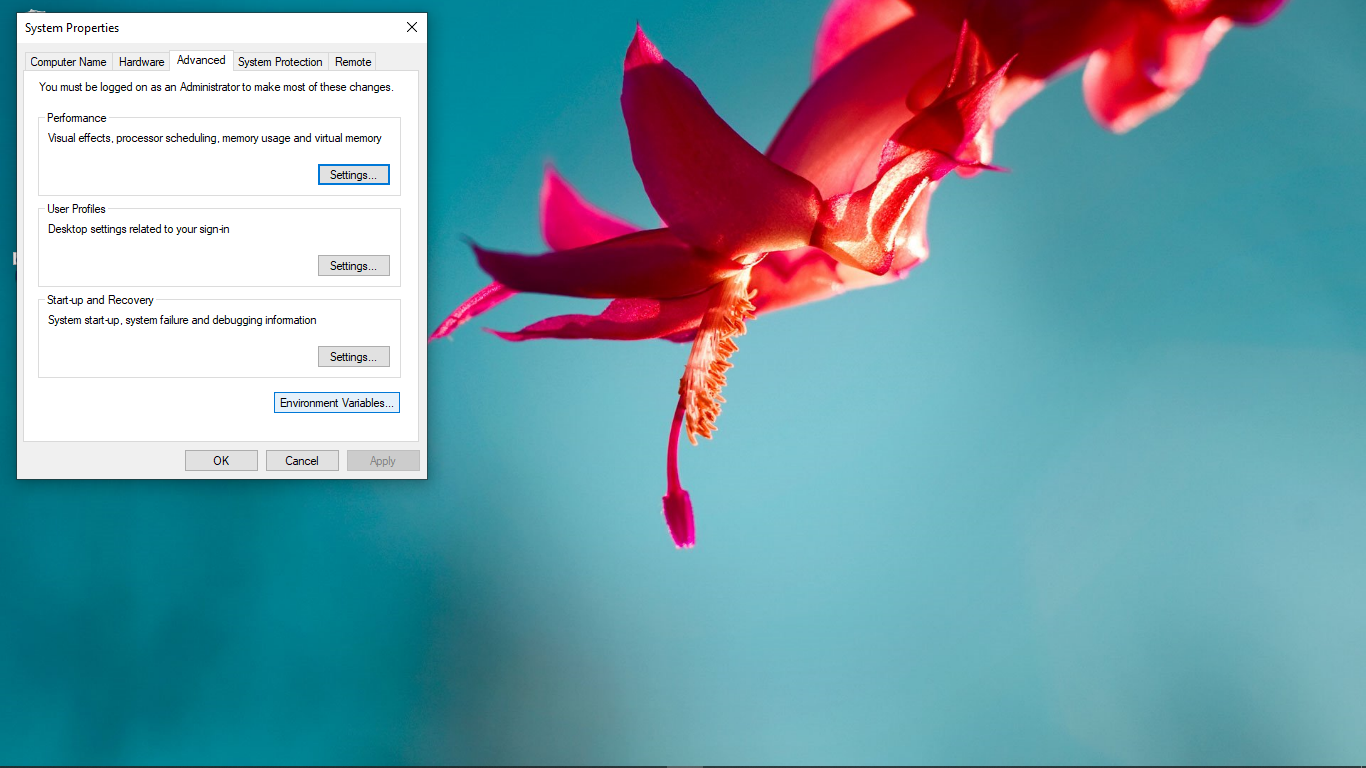 System Properties
Computer Name
Hardware
Advanced
System Protection
Remote
You must be logged on as an Administrator to make most of these changes.
Performance
Visual effects, processor scheduling, memory usage and virtual memory
Settings...
User Profiles
Desktop settings related to your sign-in
Settings...
Start-up and Recovery
System start-up, system failure and debugging information
Settings...
Environment Variables...
OK
Cancel
Apply